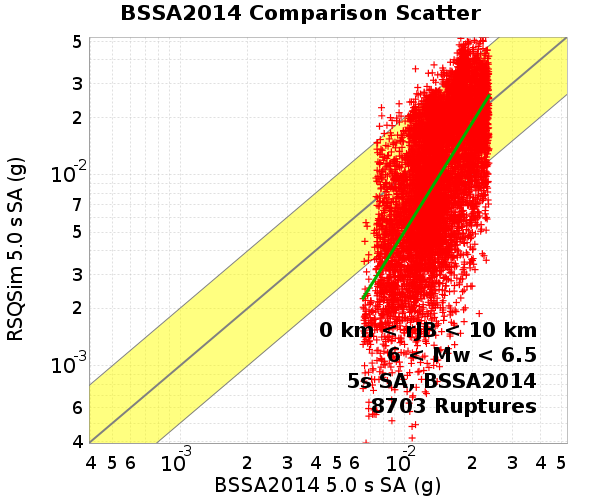 BSSA2014 Comparison Scatter
RSQSim 5.0 s SA (g)
5
3
2
10-2
7
5
3
2
10-3
6
4
0 km < rJB < 10 km
6 < Mw < 6.5
5s SA, BSSA2014
8703 Ruptures
4 5 6 10-3 2 3 4 5 6 10-2 2 3 4 5
BSSA2014 5.0 s SA (g)